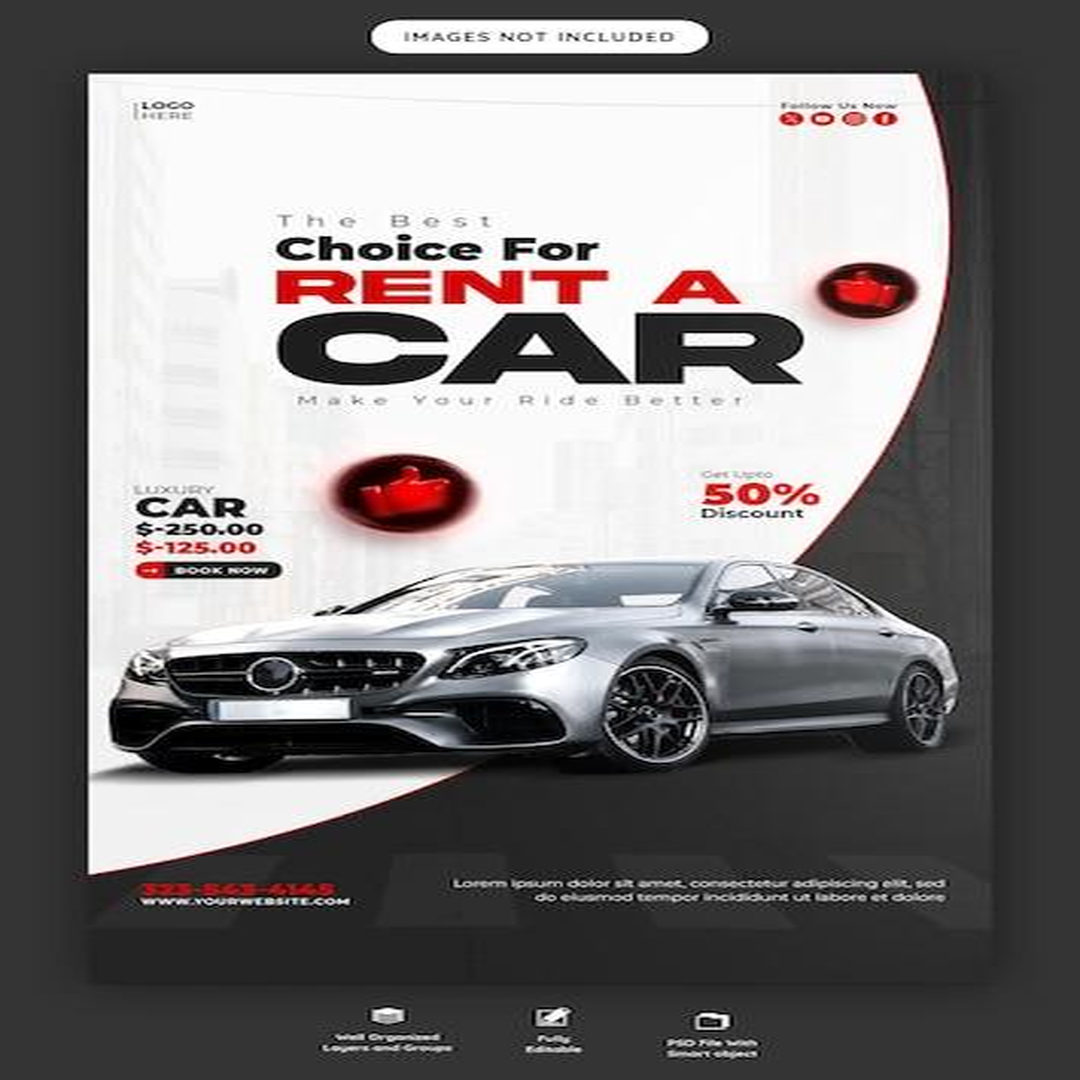 IMAGES NOT INCLUDED
LOGO
HERE
Follow Us Now
The Best
Choice For
RENT A
CAR
Make Your Ride Better
LUXURY
CAR
$-250.00
$-125.00
BOOK NOW
Get Upto
50%
Discount
323-543-4145
WWW.YOURWEBSITE.COM
Lorem ipsum dolor sit amet, consectetur adipiscing elit, sed
do eiusmod tempor incididunt ut labore et dolore
Well Organized
Layers and Groups
Fully
Editable
PSD File With
Smart object